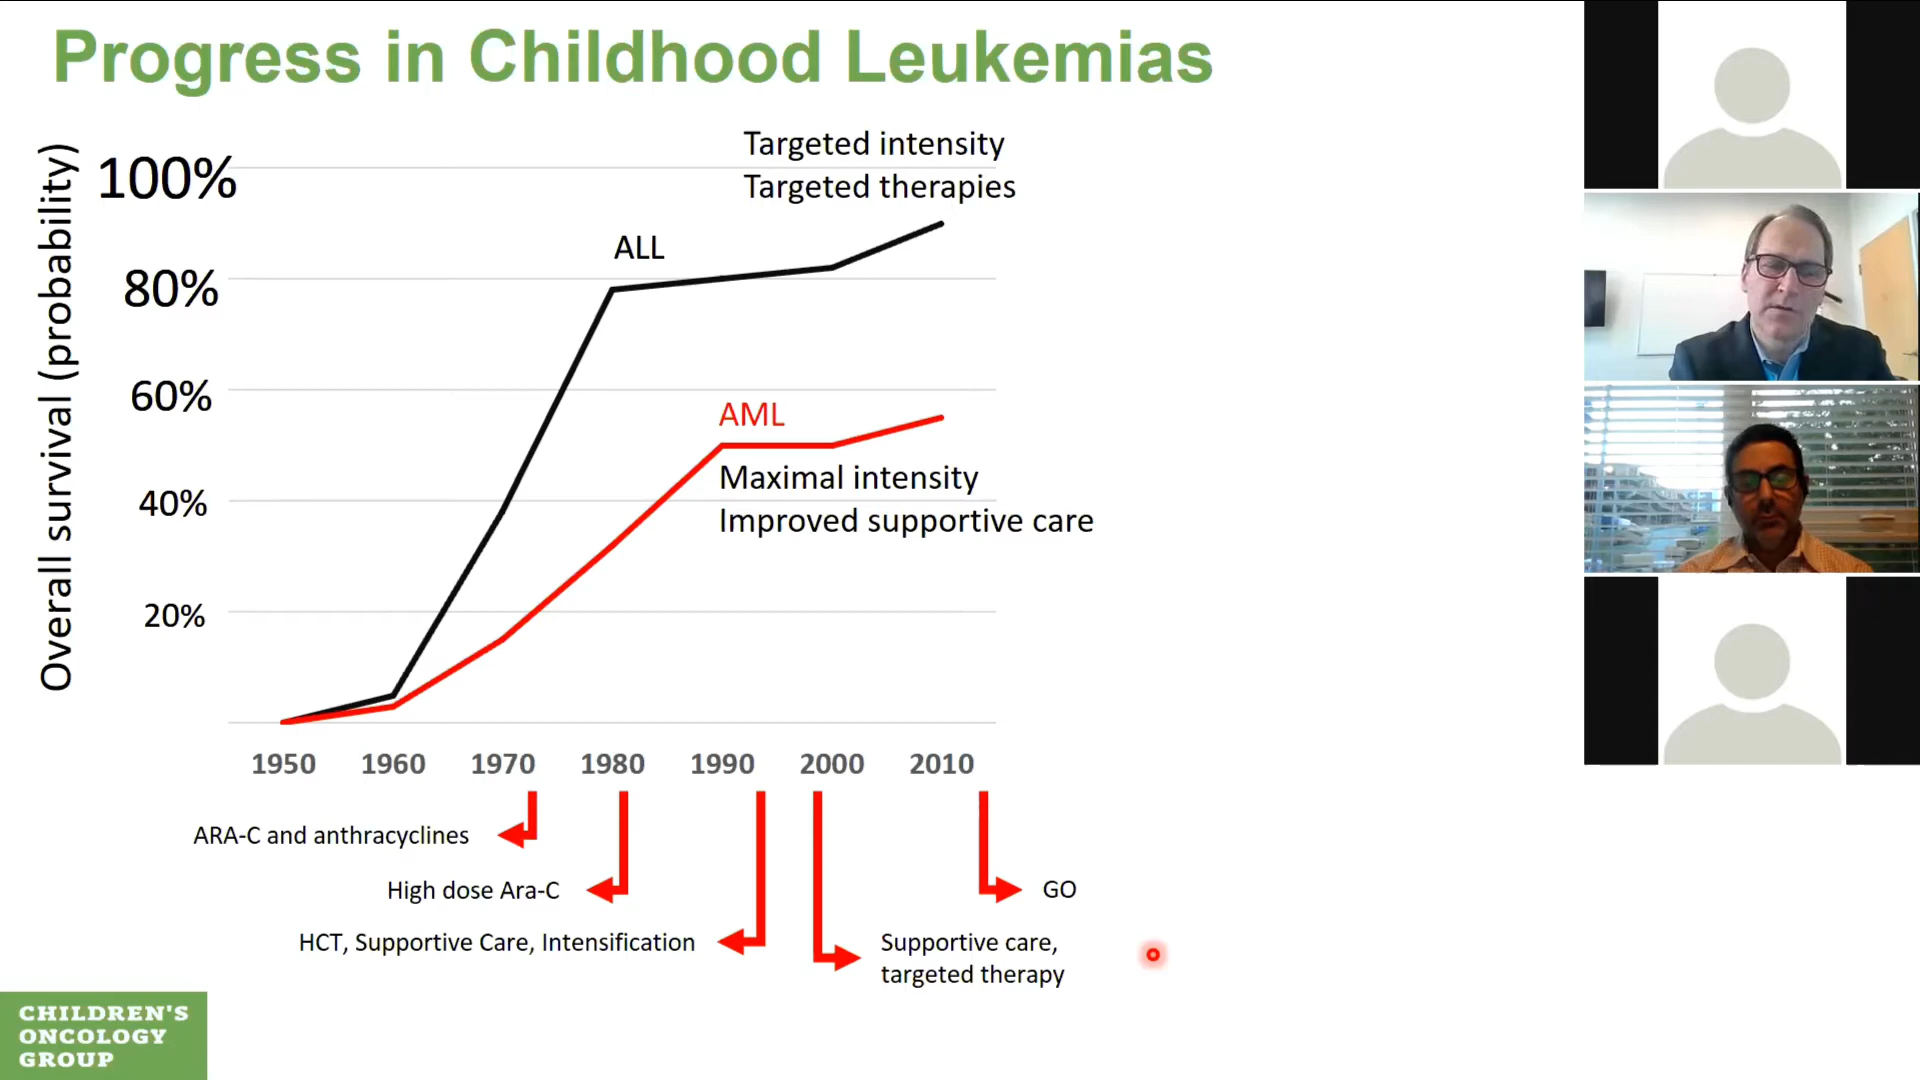 Progress in Childhood Leukemias
Overall survival (probability)
100%
80%
60%
40%
20%
Targeted intensity
Targeted therapies
ALL
AML
Maximal intensity
Improved supportive care
1950 1960 1970 1980 1990 2000 2010
ARA-C and anthracyclines
High dose Ara-C
GO
HCT, Supportive Care, Intensification
Supportive care,
targeted therapy
CHILDREN'S
ONCOLOGY
GROUP